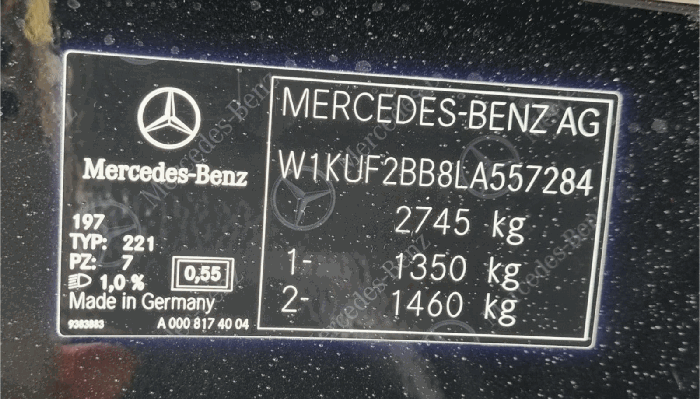 Mercedes-Benz
197
TYP: 221
PZ: 7
1,0 %
0,55
Made in Germany
9383883 A 000 817 40 04
MERCEDES-BENZ AG
W1KUF2BB8LA557284
2745 kg
1- 1350 kg
2- 1460 kg